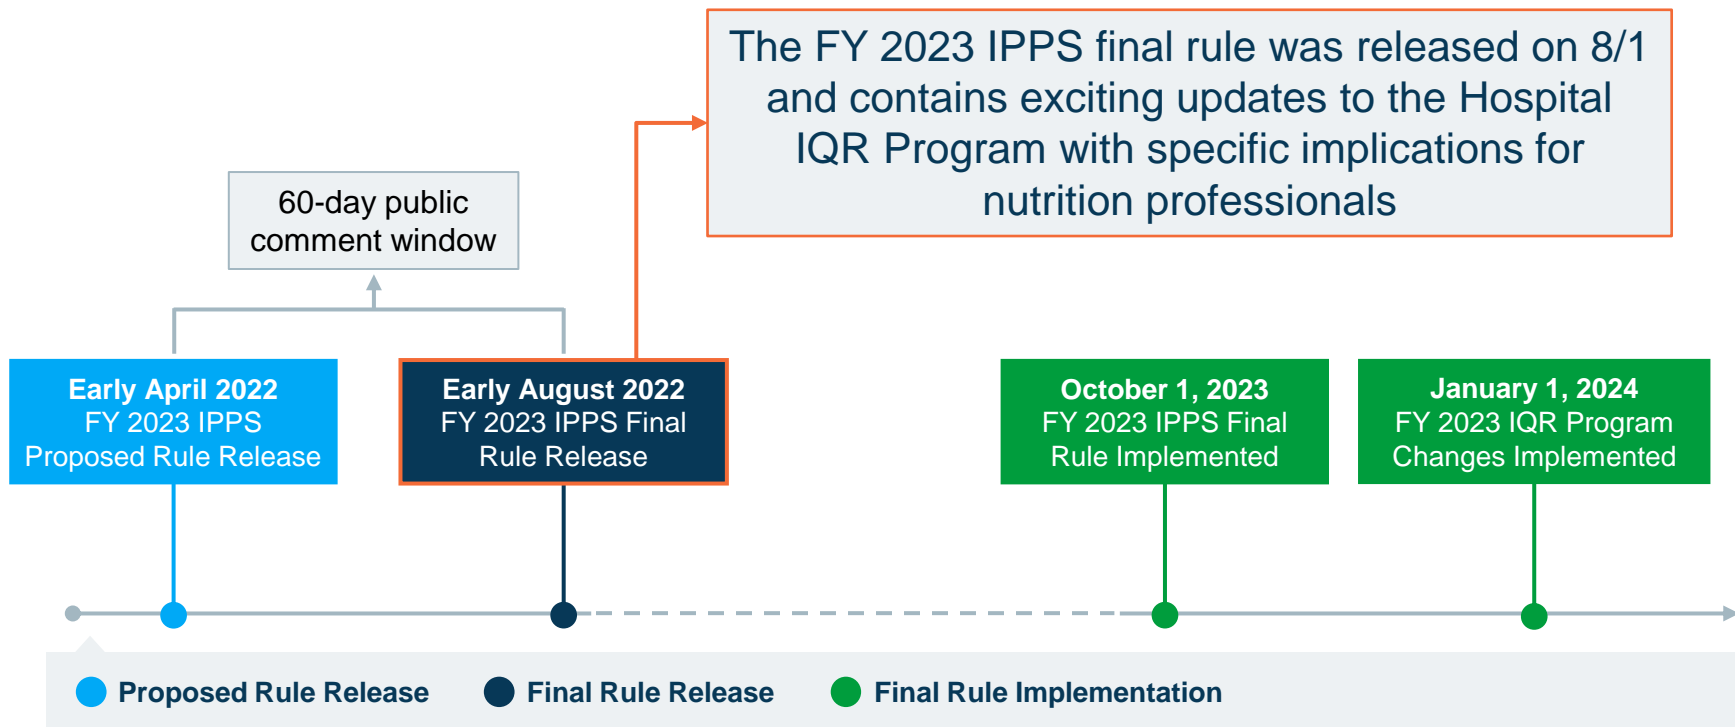 The FY 2023 IPPS final rule was released on 8/1
and contains exciting updates to the Hospital
IQR Program with specific implications for
nutrition professionals
60-day public
comment window
Early April 2022
FY 2023 IPPS
Proposed Rule Release
Early August 2022
FY 2023 IPPS Final
Rule Release
October 1, 2023
FY 2023 IPPS Final
Rule Implemented
January 1, 2024
FY 2023 IQR Program
Changes Implemented
Proposed Rule Release
Final Rule Release
Final Rule Implementation